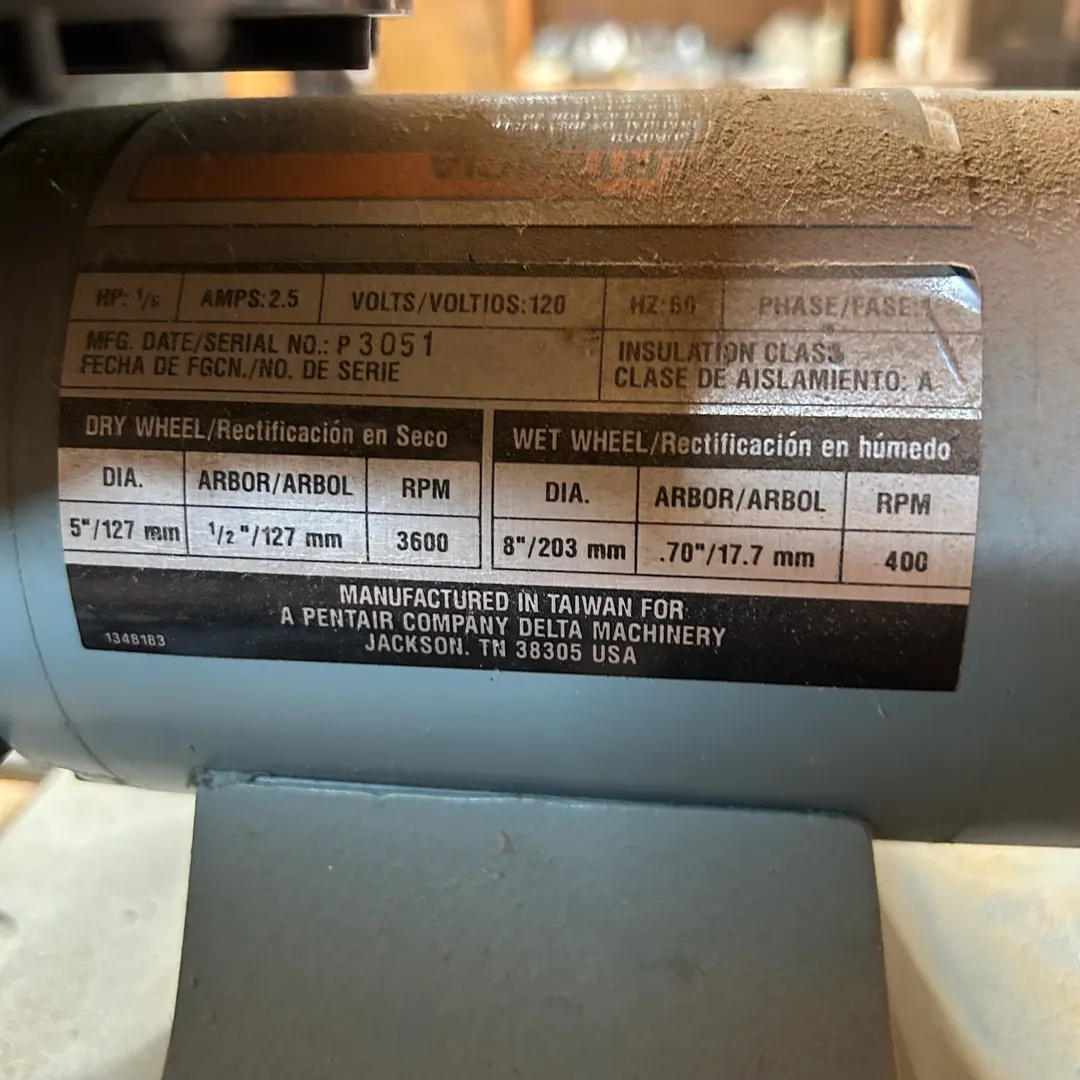 HP: 1/5 AMPS: 2.5 VOLTS/VOLTIOS: 120 HZ: 60 PHASE/FASE: 1
MFG. DATE/SERIAL NO.: P 3051
FECHA DE FGCN./NO. DE SERIE
INSULATION CLASS
CLASE DE AISLAMIENTO: A
DRY WHEEL/Rectificación en Seco
DIA. ARBOR/ARBOL RPM
5"/127 mm 1/2 "/127 mm 3600
WET WHEEL/Rectificación en húmedo
DIA. ARBOR/ARBOL RPM
8"/203 mm .70"/17.7 mm 400
MANUFACTURED IN TAIWAN FOR
A PENTAIR COMPANY DELTA MACHINERY
JACKSON. TN 38305 USA
1348183